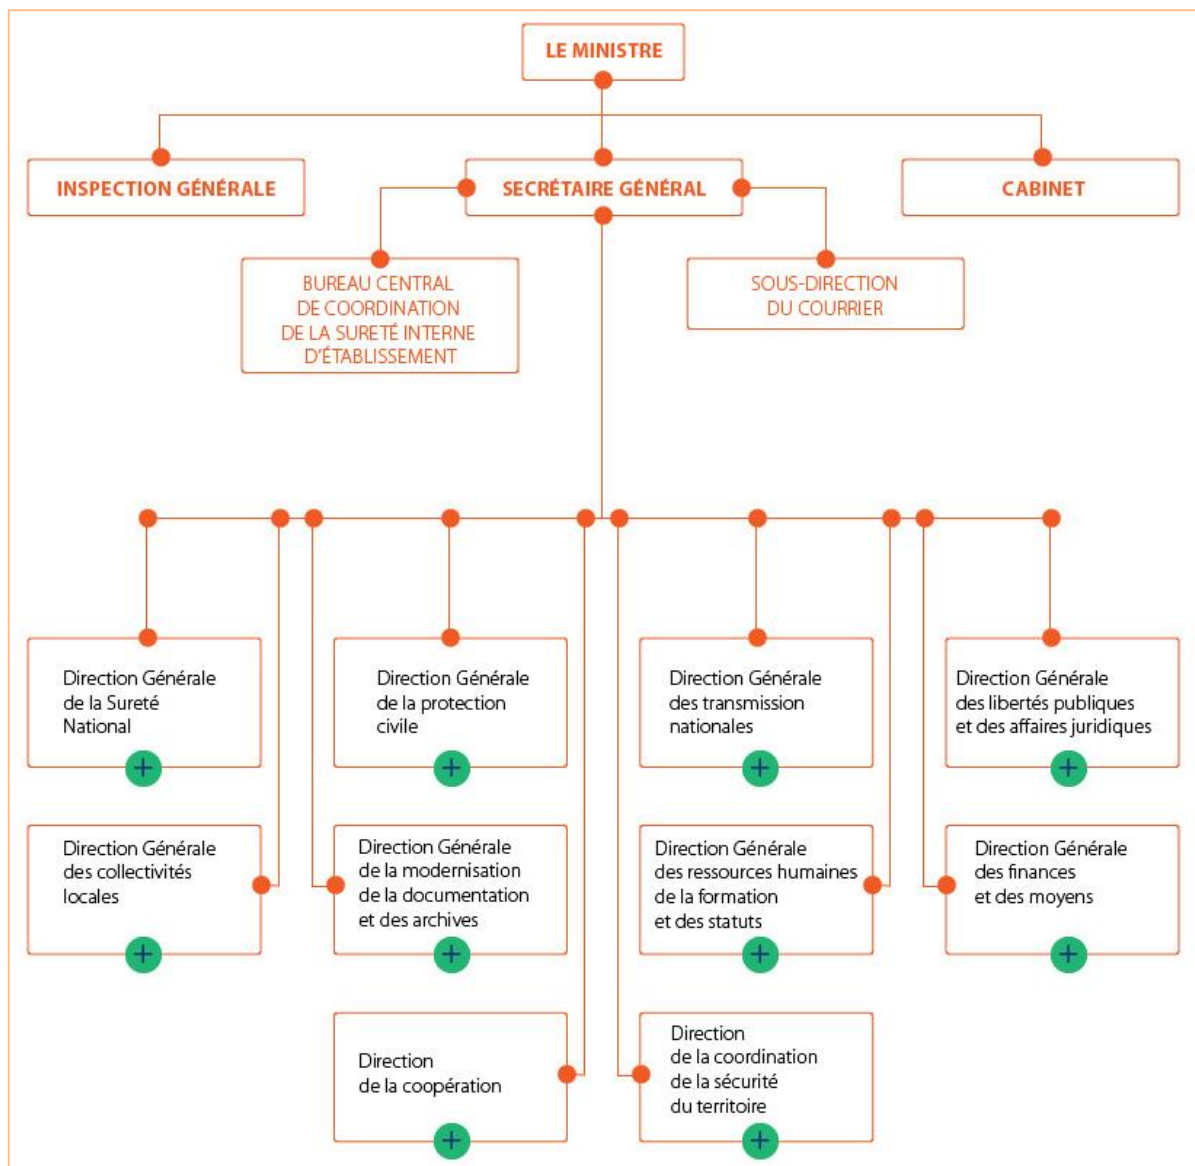 LE MINISTRE
INSPECTION GÉNÉRALE
SECRÉTAIRE GÉNÉRAL
CABINET
BUREAU CENTRAL
DE COORDINATION
DE LA SURETÉ INTERNE
D'ÉTABLISSEMENT
SOUS-DIRECTION
DU COURRIER
Direction Générale
de la Sureté
National
Direction Générale
de la protection
civile
Direction Générale
des transmission
nationales
Direction Générale
des libertés publiques
et des affaires juridiques
Direction Générale
des collectivités
locales
Direction Générale
de la modernisation
de la documentation
et des archives
Direction Générale
des ressources humaines
de la formation
et des statuts
Direction Générale
des finances
et des moyens
Direction
de la coopération
Direction
de la coordination
de la sécurité
du territoire